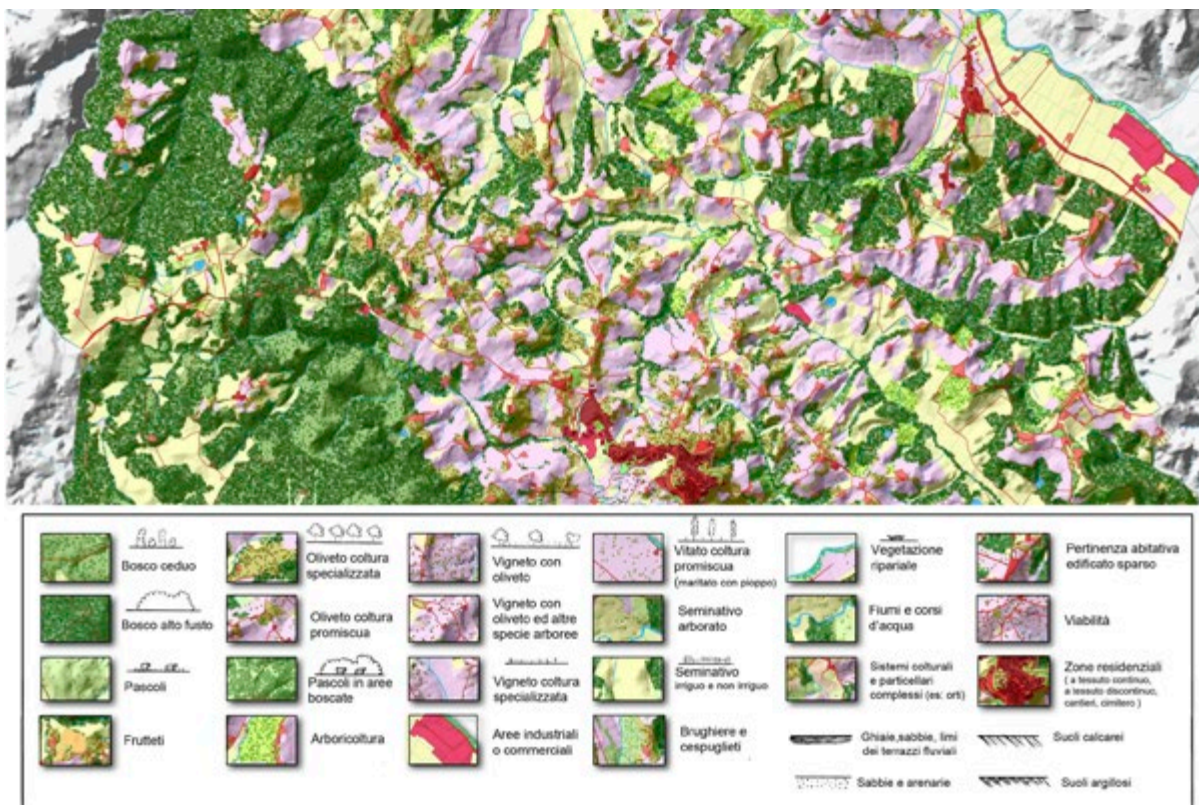 Bosco ceduo
Oliveto coltura
specializzata
Vigneto con
oliveto
Vitato coltura
promiscua
(maritato con pioppo)
Vegetazione
ripariale
Pertinenza abitativa
edificato sparso
Bosco alto fusto
Oliveto coltura
promiscua
Vigneto con
oliveto ed altre
specie arboree
Seminativo
arborato
Fiumi e corsi
d'acqua
Viabilità
Pascoli
Pascoli in aree
boscate
Vigneto coltura
specializzata
Seminativo
irriguo e non irriguo
Sistemi colturali
e particellari
complessi (es: orti)
Zone residenziali
( a tessuto continuo,
a tessuto discontinuo,
cantieri, cimitero )
Frutteti
Arboricoltura
Aree industriali
o commerciali
Brughiere e
cespuglieti
Ghiaie,sabbie, limi
dei terrazzi fluviali
Suoli calcarei
Sabbie e arenarie
Suoli argillosi